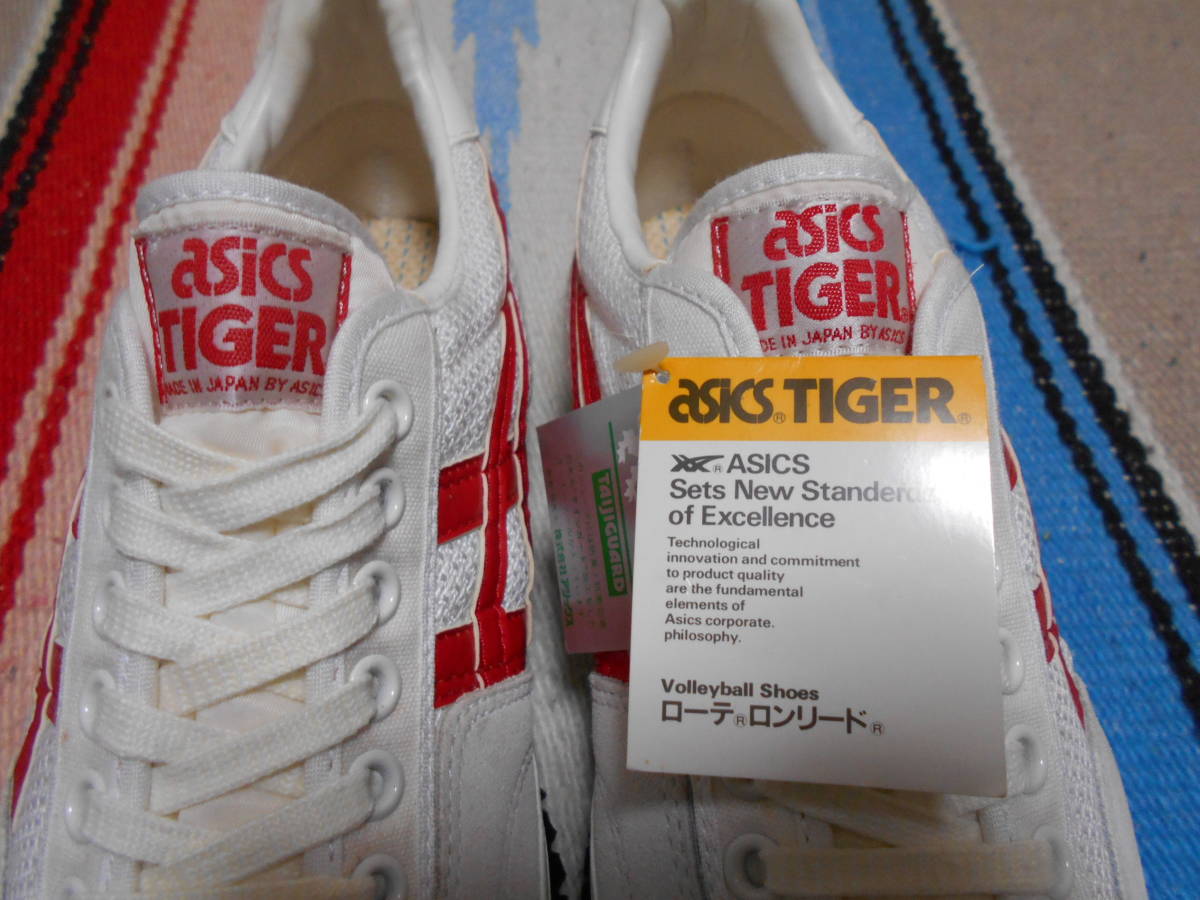 asics
TIGER
MADE IN JAPAN BY ASICS
asics
TIGER®
MADE IN JAPAN BY ASICS
asics® TIGER®
® ASICS
Sets New Standerds
of Excellence
Technological
innovation and commitment
to product quality
are the fundamental
elements of
Asics corporate.
philosophy.
Volleyball Shoes
ローテ®ロンリード®
TAIJIGUARD